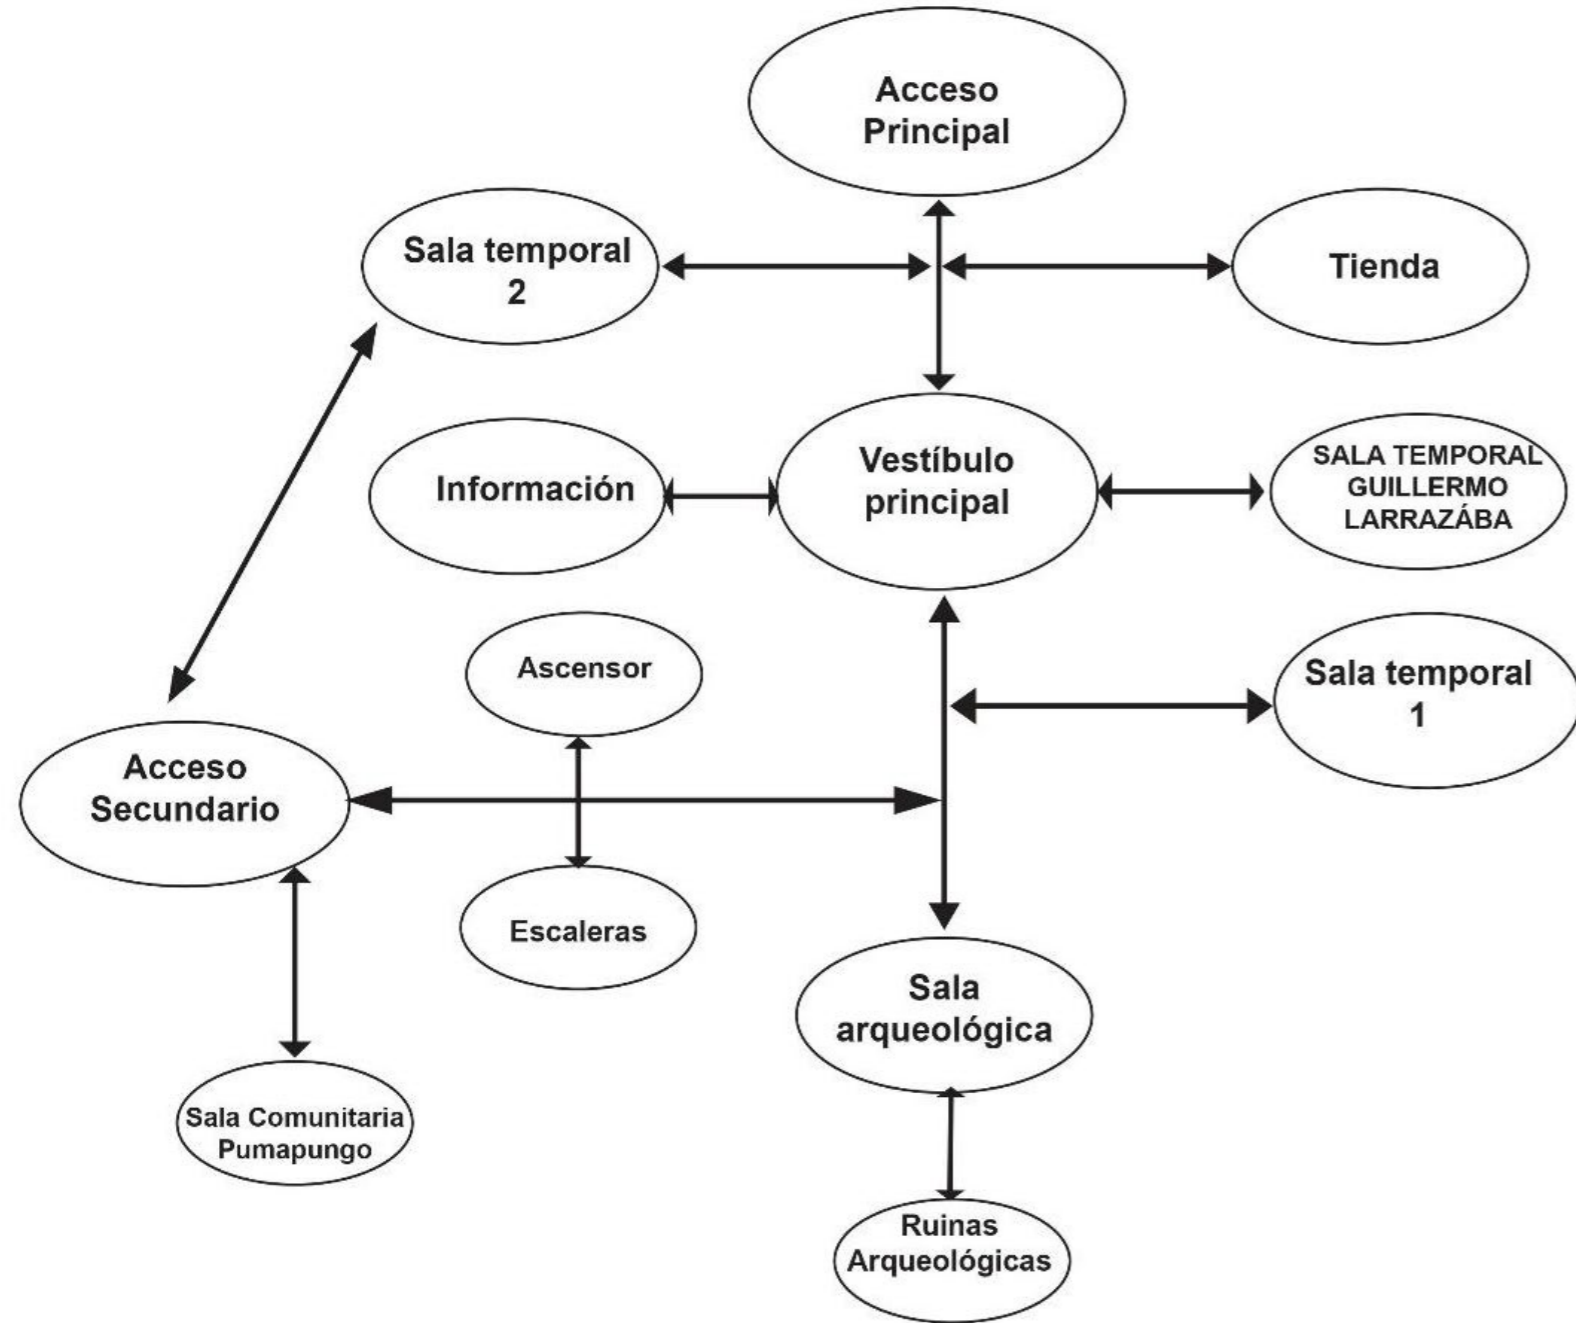 Acceso
Principal
Sala temporal
2
Tienda
Vestíbulo
principal
Información
SALA TEMPORAL
GUILLERMO
LARRAZÁBA
Ascensor
Sala temporal
1
Acceso
Secundario
Escaleras
Sala
arqueológica
Sala Comunitaria
Pumapungo
Ruinas
Arqueológicas